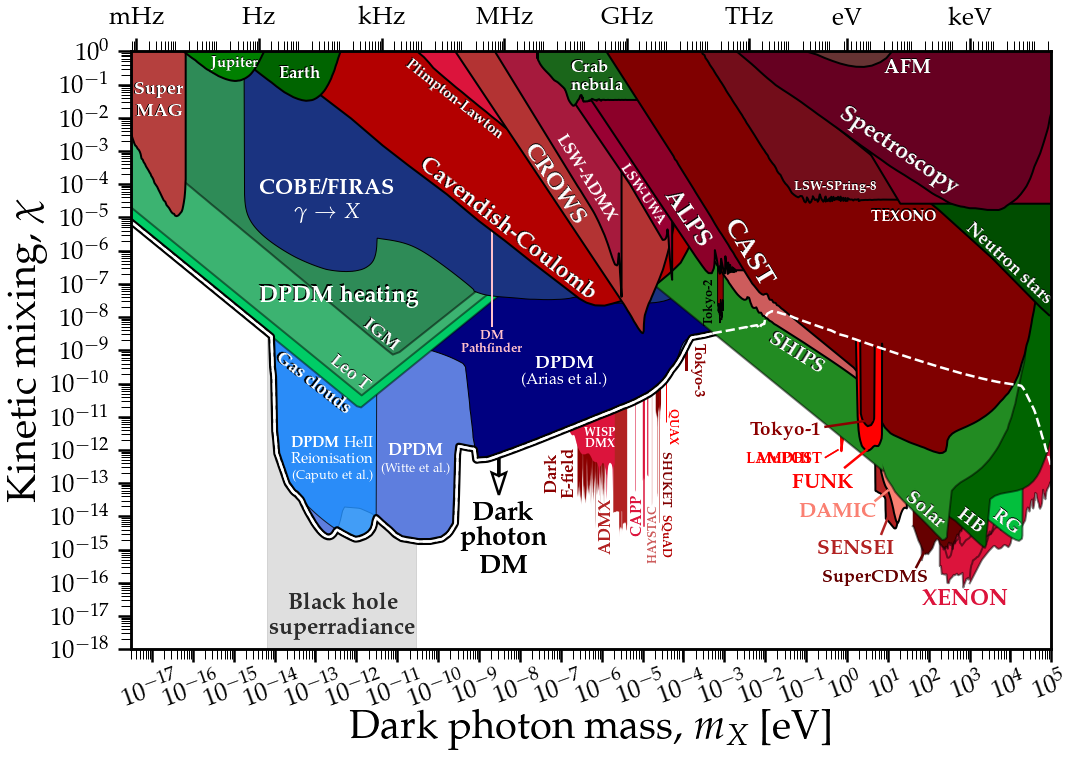 mHz Hz kHz MHz GHz THz eV keV
10⁰
10⁻¹
10⁻²
10⁻³
10⁻⁴
10⁻⁵
10⁻⁶
10⁻⁷
10⁻⁸
10⁻⁹
10⁻¹⁰
10⁻¹¹
10⁻¹²
10⁻¹³
10⁻¹⁴
10⁻¹⁵
10⁻¹⁶
10⁻¹⁷
10⁻¹⁸
Kinetic mixing, χ
Super
MAG
Jupiter
Earth
Plimpton-Lawton
Crab
nebula
AFM
COBE/FIRAS
γ → X
Cavendish-Coulomb
CROWS
LSW-ADMX
LSW-UWA
ALPS
CAST
LSW-SPring-8
Spectroscopy
TEXONO
Neutron stars
DPDM heating
IGM
Leo T
Gas clouds
DM
Pathfinder
DPDM
(Arias et al.)
Tokyo-2
Tokyo-3
SHIPS
DPDM HeII
Reionisation
(Caputo et al.)
DPDM
(Witte et al.)
Dark
photon
DM
Dark
E-field
WISP
DMX
ADMX
CAPP
HAYSTAC
QUAX
SHUKET
SQuAD
Tokyo-1
LAMPOST
FUNK
DAMIC
SENSEI
SuperCDMS
XENON
Solar
HB
RG
Black hole
superradiance
10⁻¹⁷ 10⁻¹⁶ 10⁻¹⁵ 10⁻¹⁴ 10⁻¹³ 10⁻¹² 10⁻¹¹ 10⁻¹⁰ 10⁻⁹ 10⁻⁸ 10⁻⁷ 10⁻⁶ 10⁻⁵ 10⁻⁴ 10⁻³ 10⁻² 10⁻¹ 10⁰ 10¹ 10² 10³ 10⁴ 10⁵
Dark photon mass, m_X [eV]